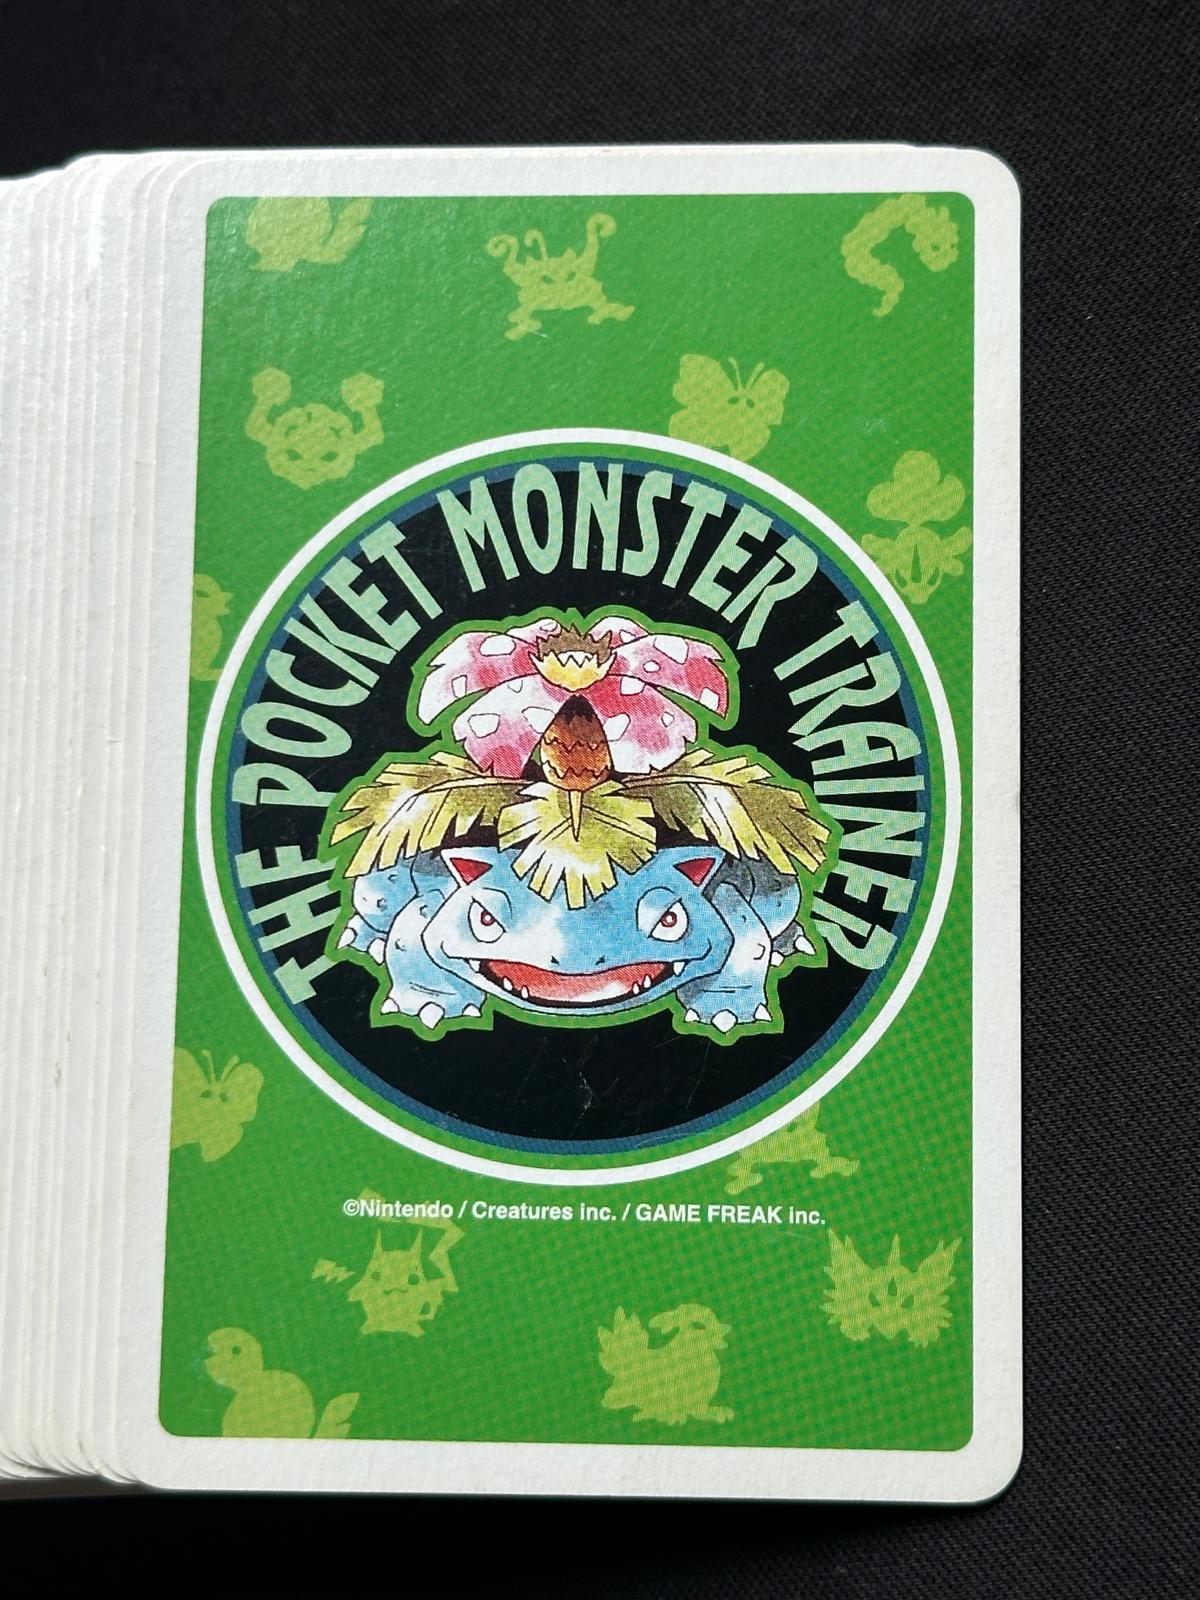 THE POCKET MONSTER TRAINER
©Nintendo / Creatures inc. / GAME FREAK inc.